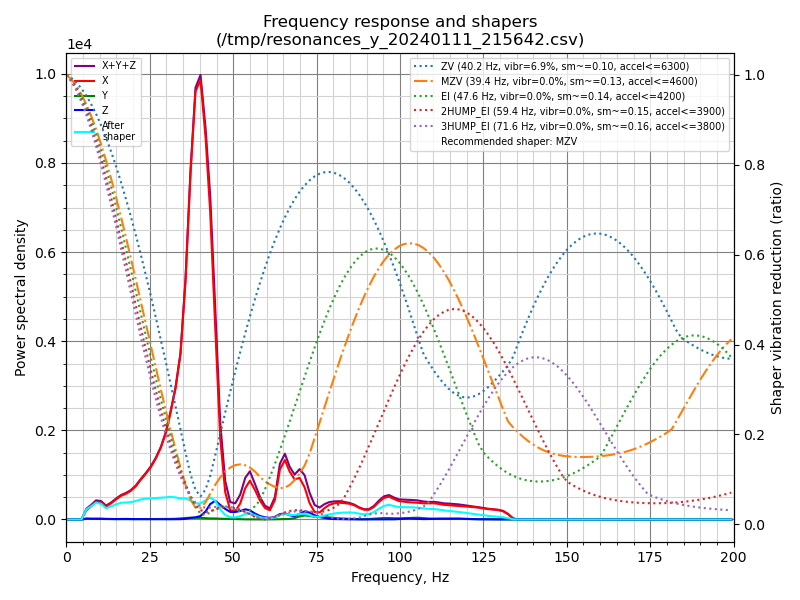 Frequency response and shapers
(/tmp/resonances_y_20240111_215642.csv)
1e4
X+Y+Z
X
Y
Z
After
shaper
ZV (40.2 Hz, vibr=6.9%, sm~=0.10, accel<=6300)
MZV (39.4 Hz, vibr=0.0%, sm~=0.13, accel<=4600)
EI (47.6 Hz, vibr=0.0%, sm~=0.14, accel<=4200)
2HUMP_EI (59.4 Hz, vibr=0.0%, sm~=0.15, accel<=3900)
3HUMP_EI (71.6 Hz, vibr=0.0%, sm~=0.16, accel<=3800)
Recommended shaper: MZV
Power spectral density
1.0
0.8
0.6
0.4
0.2
0.0
1.0
0.8
0.6
0.4
0.2
0.0
Shaper vibration reduction (ratio)
0 25 50 75 100 125 150 175 200
Frequency, Hz